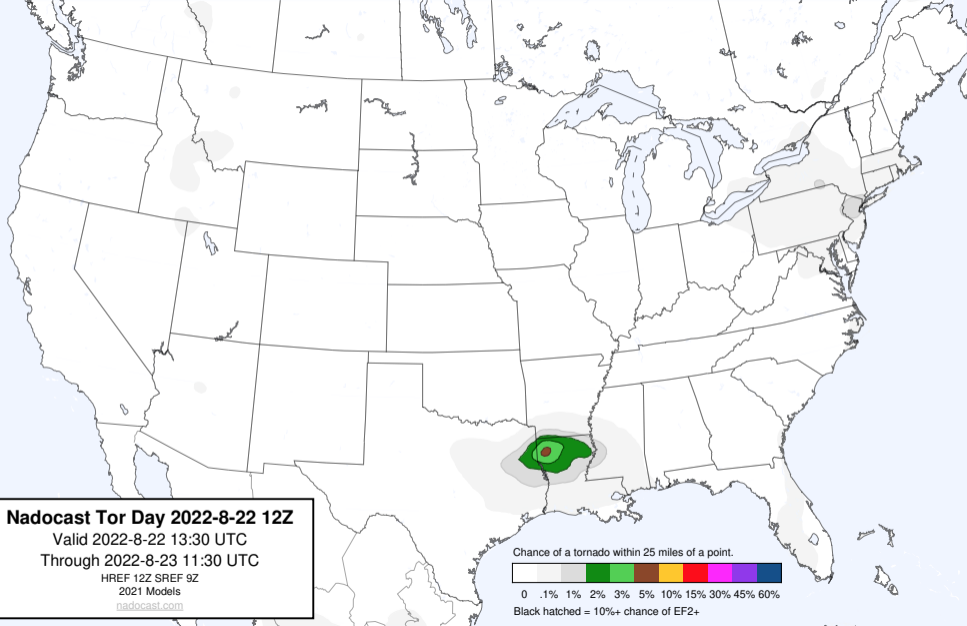 Nadocast Tor Day 2022-8-22 12Z
Valid 2022-8-22 13:30 UTC
Through 2022-8-23 11:30 UTC
HREF 12Z SREF 9Z
2021 Models
nadocast.com
Chance of a tornado within 25 miles of a point.
0 .1% 1% 2% 3% 5% 10% 15% 30% 45% 60%
Black hatched = 10%+ chance of EF2+